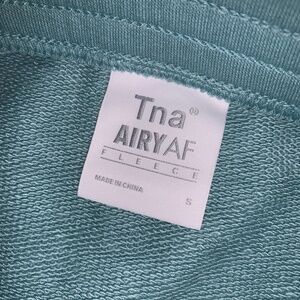 Tna®
AIRYAF
FLEECE
MADE IN CHINA
S